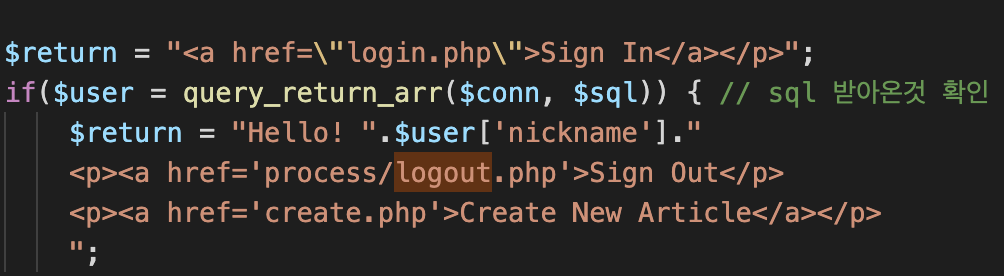 $return = "<a href=\"login.php\">Sign In</a></p>";
if($user = query_return_arr($conn, $sql)) { // sql 받아온것 확인
$return = "Hello! ".$user['nickname']."
<p><a href='process/logout.php'>Sign Out</p>
<p><a href='create.php'>Create New Article</a></p>
";